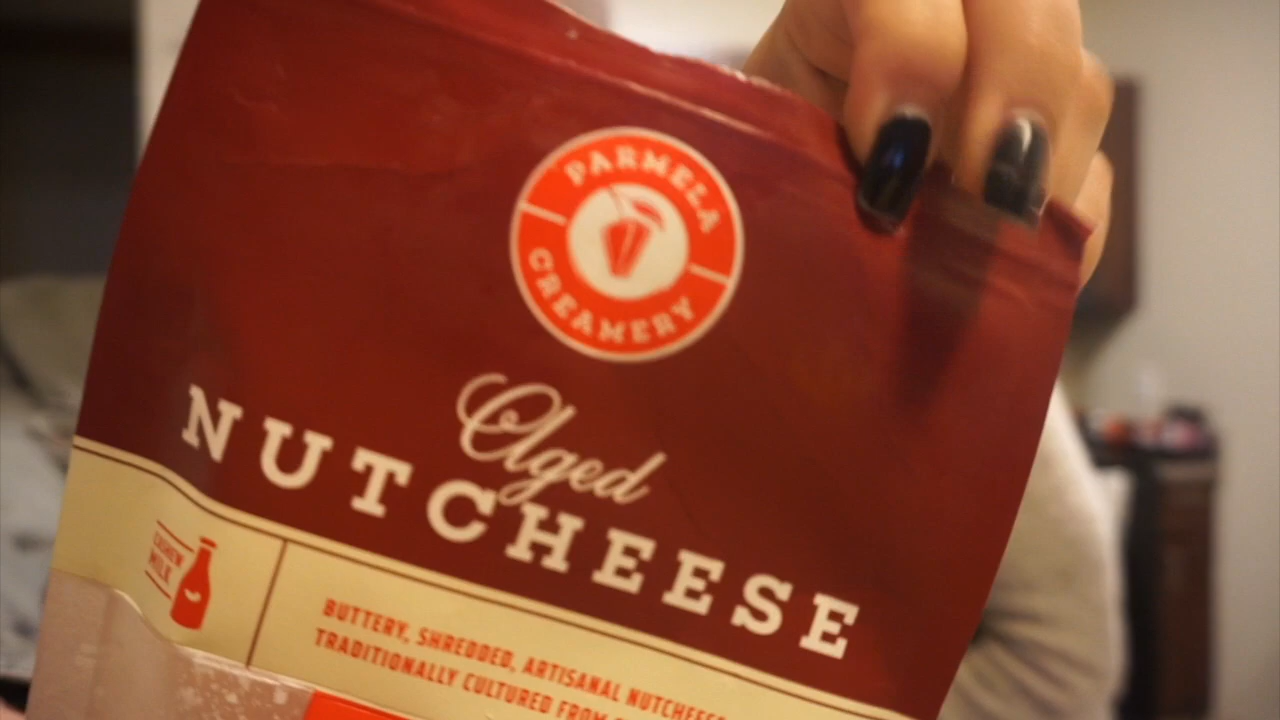 PARMELA
CREAMERY
Aged
NUTCHEESE
CASHEW
MILK
BUTTERY, SHREDDED, ARTISANAL NUTCHEESE
TRADITIONALLY CULTURED FROM